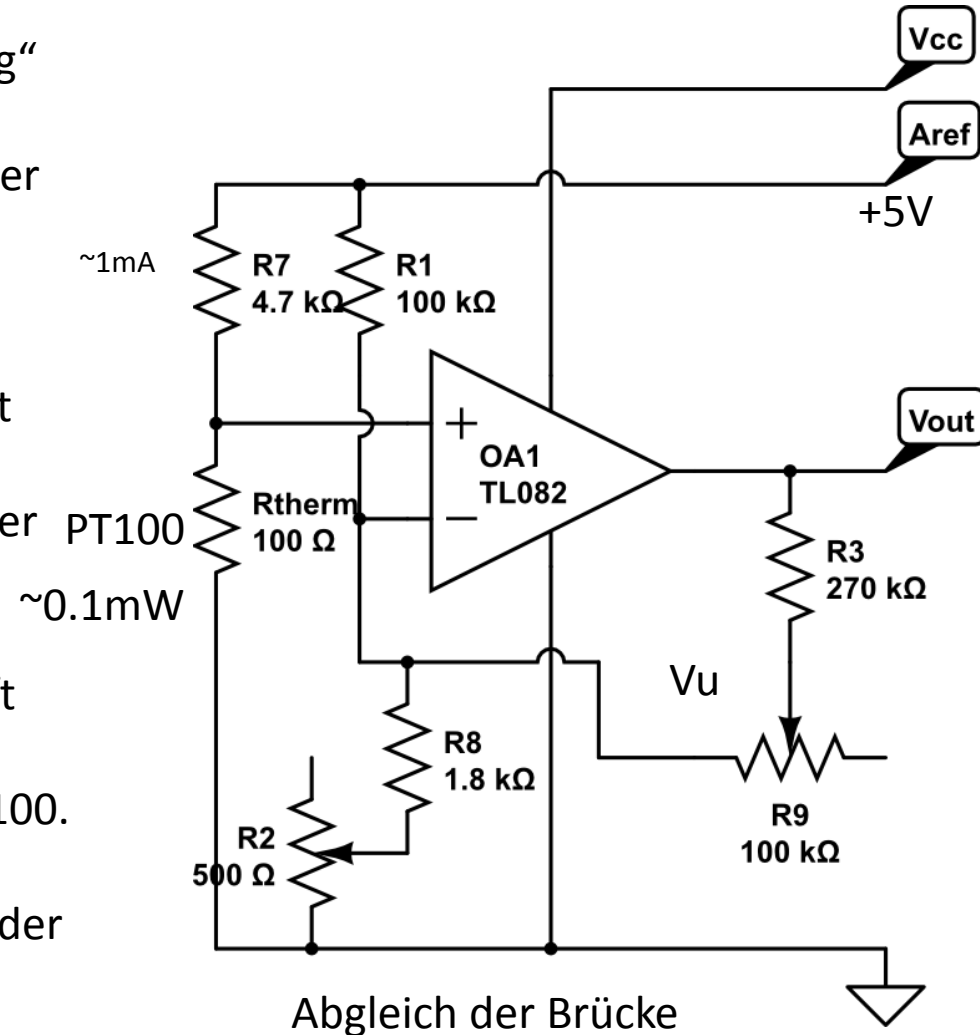 g“
er
t
er
t
100.
der
Vcc
Aref
+5V
~1mA
R7
4.7 kΩ
R1
100 kΩ
+
−
OA1
TL082
Vout
PT100
~0.1mW
Rtherm
100 Ω
R3
270 kΩ
Vu
R8
1.8 kΩ
R2
500 Ω
R9
100 kΩ
Abgleich der Brücke